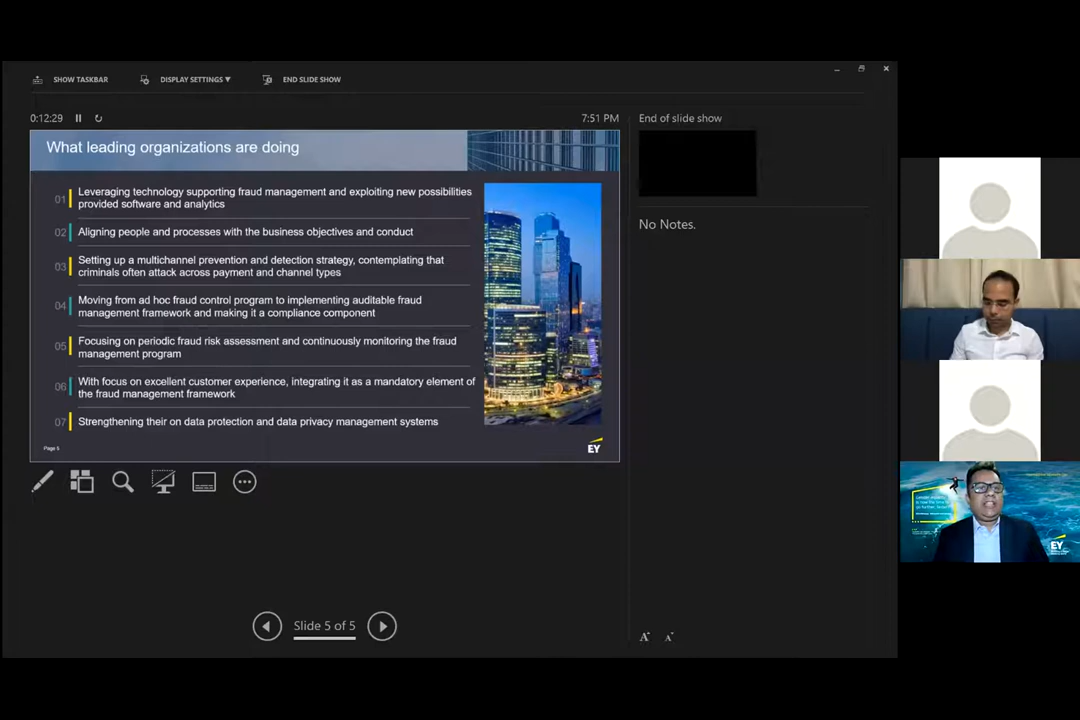 SHOW TASKBAR
DISPLAY SETTINGS ▼
END SLIDE SHOW
0:12:29
7:51 PM
End of slide show
What leading organizations are doing
01
Leveraging technology supporting fraud management and exploiting new possibilities
provided software and analytics
02
Aligning people and processes with the business objectives and conduct
03
Setting up a multichannel prevention and detection strategy, contemplating that
criminals often attack across payment and channel types
04
Moving from ad hoc fraud control program to implementing auditable fraud
management framework and making it a compliance component
05
Focusing on periodic fraud risk assessment and continuously monitoring the fraud
management program
06
With focus on excellent customer experience, integrating it as a mandatory element of
the fraud management framework
07
Strengthening their on data protection and data privacy management systems
Page 5
EY
No Notes.
Slide 5 of 5
A
A
EY